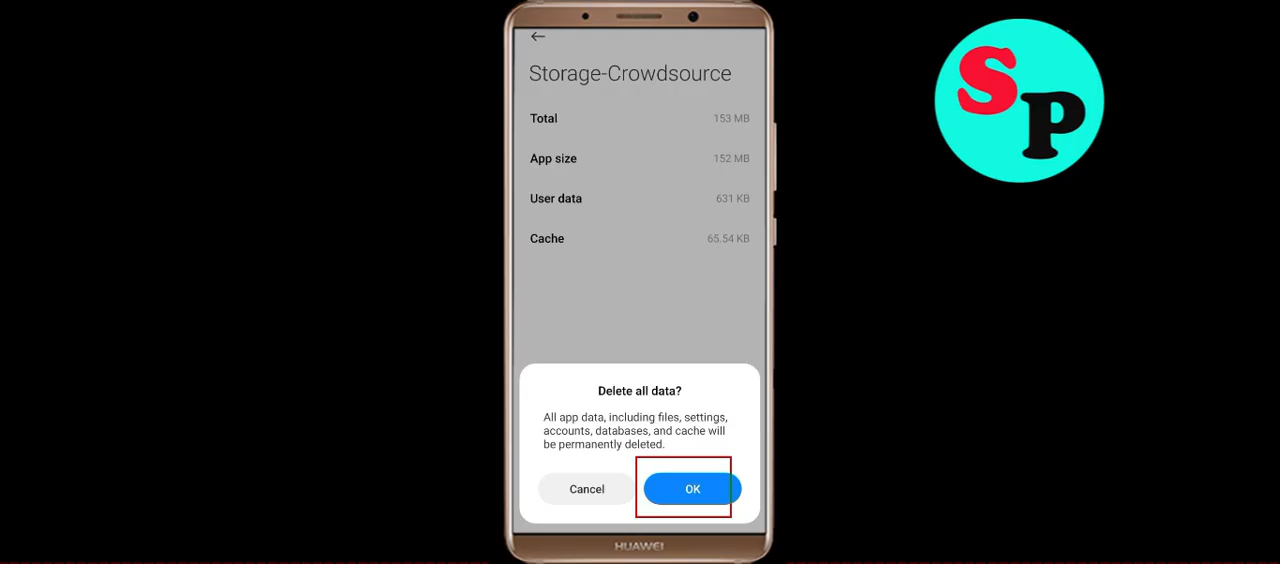 Storage-Crowdsource
Total 153 MB
App size 152 MB
User data 631 KB
Cache 65.54 KB
Delete all data?
All app data, including files, settings,
accounts, databases, and cache will
be permanently deleted.
Cancel OK
HUAWEI
SP